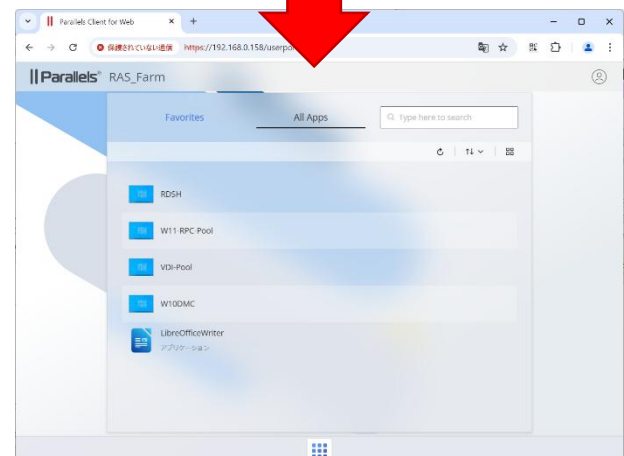 Parallels Client for Web
保護されていない通信 https://192.168.0.158/userpor
Parallels® RAS_Farm
Favorites
All Apps
Type here to search
RDSH
W11-RPC-Pool
VDI-Pool
W10DMC
LibreOfficeWriter
アプリケーション